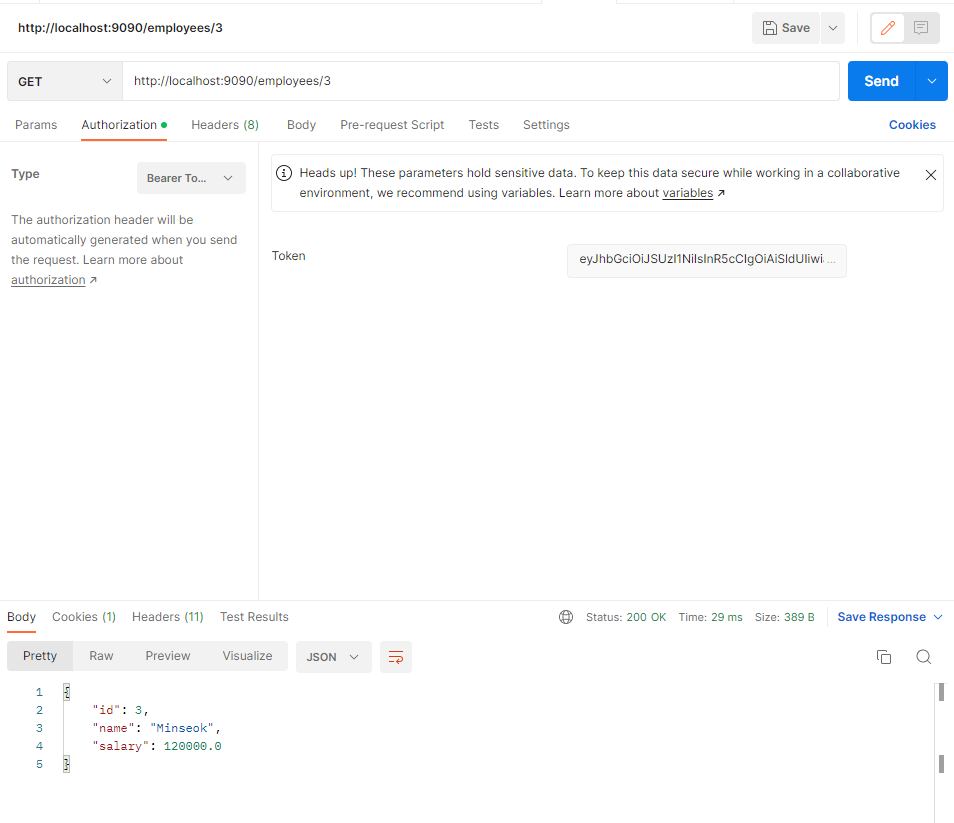 http://localhost:9090/employees/3
Save
GET
http://localhost:9090/employees/3
Send
Params
Authorization
Headers (8)
Body
Pre-request Script
Tests
Settings
Cookies
Type
Bearer To...
The authorization header will be
automatically generated when you send
the request. Learn more about
authorization ↗
Heads up! These parameters hold sensitive data. To keep this data secure while working in a collaborative
environment, we recommend using variables. Learn more about variables ↗
Token
eyJhbGciOiJSUzI1NiIsInR5cCIgOiAiSldUIiwi...
Body
Cookies (1)
Headers (11)
Test Results
Status: 200 OK
Time: 29 ms
Size: 389 B
Save Response
Pretty
Raw
Preview
Visualize
JSON
1 {
2 "id": 3,
3 "name": "Minseok",
4 "salary": 120000.0
5 }